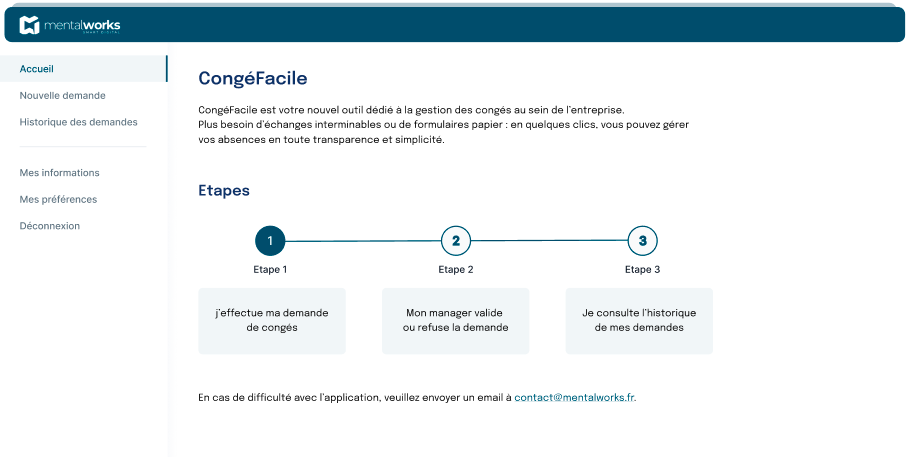 mentalworks
SMART DIGITAL
Accueil
Nouvelle demande
Historique des demandes
Mes informations
Mes préférences
Déconnexion
CongéFacile
CongéFacile est votre nouvel outil dédié à la gestion des congés au sein de l'entreprise.
Plus besoin d'échanges interminables ou de formulaires papier : en quelques clics, vous pouvez gérer
vos absences en toute transparence et simplicité.
Etapes
1
2
3
Etape 1
Etape 2
Etape 3
j'effectue ma demande
de congés
Mon manager valide
ou refuse la demande
Je consulte l'historique
de mes demandes
En cas de difficulté avec l'application, veuillez envoyer un email à contact@mentalworks.fr.